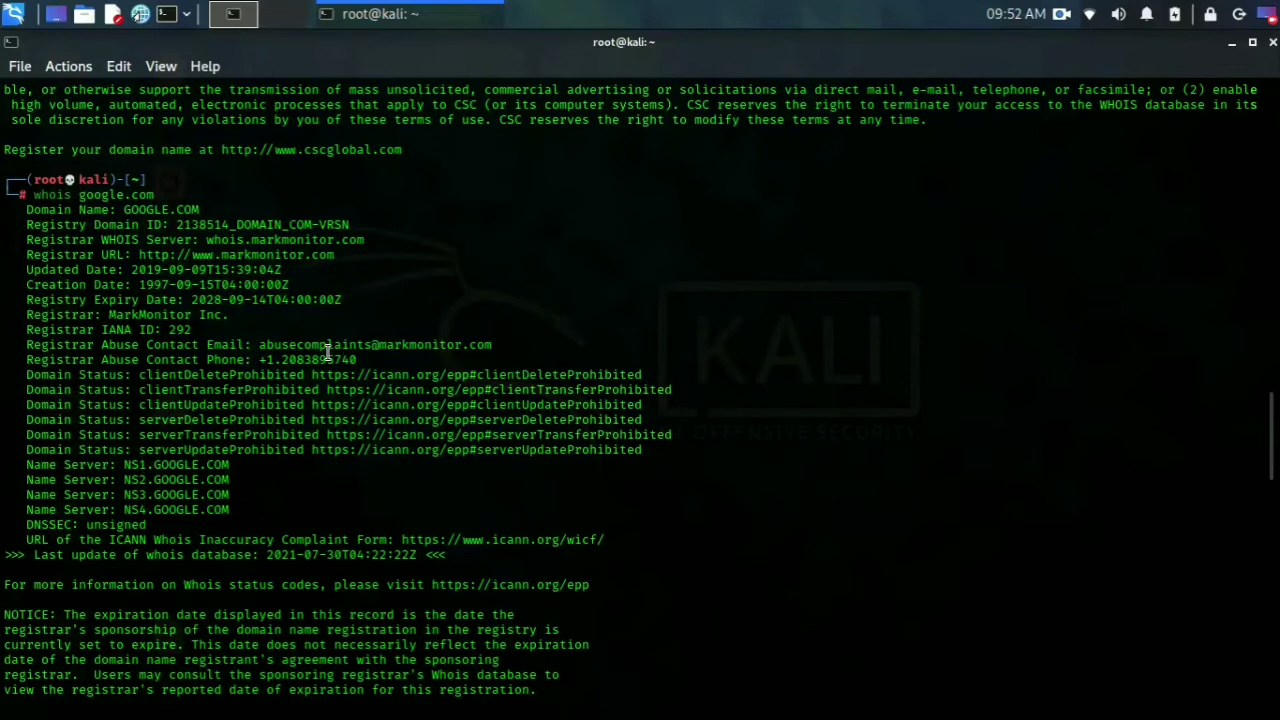 root@kali: ~
09:52 AM
root@kali:~
File Actions Edit View Help
ble, or otherwise support the transmission of mass unsolicited, commercial advertising or solicitations via direct mail, e-mail, telephone, or facsimile; or (2) enable
high volume, automated, electronic processes that apply to CSC (or its computer systems). CSC reserves the right to terminate your access to the WHOIS database in its
sole discretion for any violations by you of these terms of use. CSC reserves the right to modify these terms at any time.
Register your domain name at http://www.cscglobal.com
┌──(root💀kali)-[~]
└─# whois google.com
Domain Name: GOOGLE.COM
Registry Domain ID: 2138514_DOMAIN_COM-VRSN
Registrar WHOIS Server: whois.markmonitor.com
Registrar URL: http://www.markmonitor.com
Updated Date: 2019-09-09T15:39:04Z
Creation Date: 1997-09-15T04:00:00Z
Registry Expiry Date: 2028-09-14T04:00:00Z
Registrar: MarkMonitor Inc.
Registrar IANA ID: 292
Registrar Abuse Contact Email: abusecomplaints@markmonitor.com
Registrar Abuse Contact Phone: +1.2083895740
Domain Status: clientDeleteProhibited https://icann.org/epp#clientDeleteProhibited
Domain Status: clientTransferProhibited https://icann.org/epp#clientTransferProhibited
Domain Status: clientUpdateProhibited https://icann.org/epp#clientUpdateProhibited
Domain Status: serverDeleteProhibited https://icann.org/epp#serverDeleteProhibited
Domain Status: serverTransferProhibited https://icann.org/epp#serverTransferProhibited
Domain Status: serverUpdateProhibited https://icann.org/epp#serverUpdateProhibited
Name Server: NS1.GOOGLE.COM
Name Server: NS2.GOOGLE.COM
Name Server: NS3.GOOGLE.COM
Name Server: NS4.GOOGLE.COM
DNSSEC: unsigned
URL of the ICANN Whois Inaccuracy Complaint Form: https://www.icann.org/wicf/
>>> Last update of whois database: 2021-07-30T04:22:22Z <<<
For more information on Whois status codes, please visit https://icann.org/epp
NOTICE: The expiration date displayed in this record is the date the
registrar's sponsorship of the domain name registration in the registry is
currently set to expire. This date does not necessarily reflect the expiration
date of the domain name registrant's agreement with the sponsoring
registrar.  Users may consult the sponsoring registrar's Whois database to
view the registrar's reported date of expiration for this registration.
KALI
OFFENSIVE SECURITY